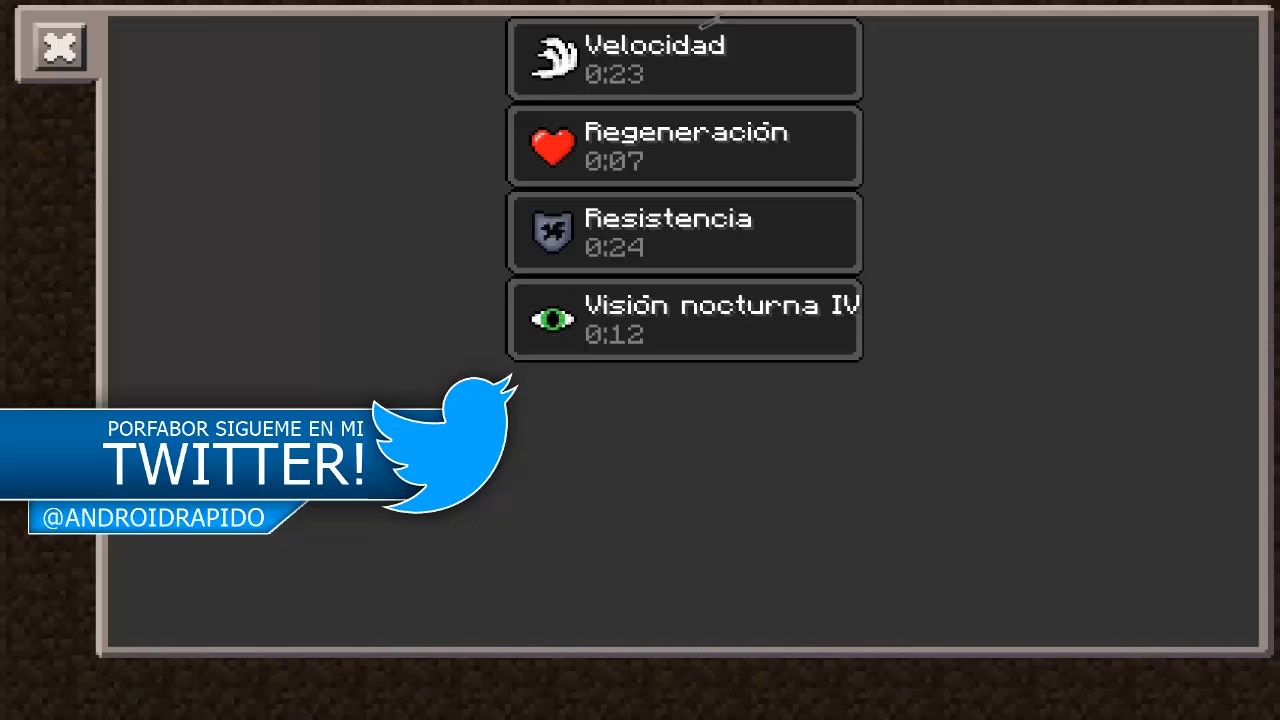 Velocidad
0:23
Regeneración
0:07
Resistencia
0:24
Visión nocturna IV
0:12
PORFABOR SIGUEME EN MI
TWITTER!
@ANDROIDRAPIDO